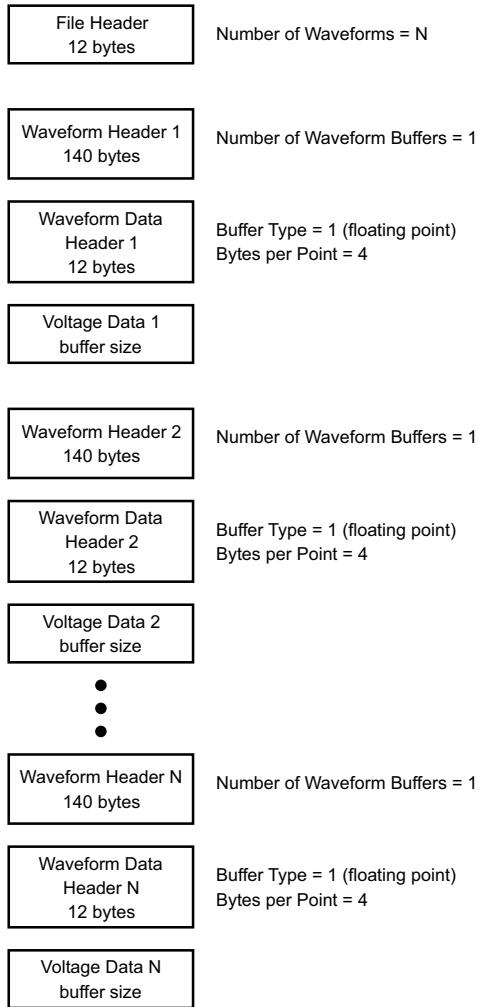 File Header
12 bytes
Number of Waveforms = N
Waveform Header 1
140 bytes
Number of Waveform Buffers = 1
Waveform Data
Header 1
12 bytes
Buffer Type = 1 (floating point)
Bytes per Point = 4
Voltage Data 1
buffer size
Waveform Header 2
140 bytes
Number of Waveform Buffers = 1
Waveform Data
Header 2
12 bytes
Buffer Type = 1 (floating point)
Bytes per Point = 4
Voltage Data 2
buffer size
Waveform Header N
140 bytes
Number of Waveform Buffers = 1
Waveform Data
Header N
12 bytes
Buffer Type = 1 (floating point)
Bytes per Point = 4
Voltage Data N
buffer size